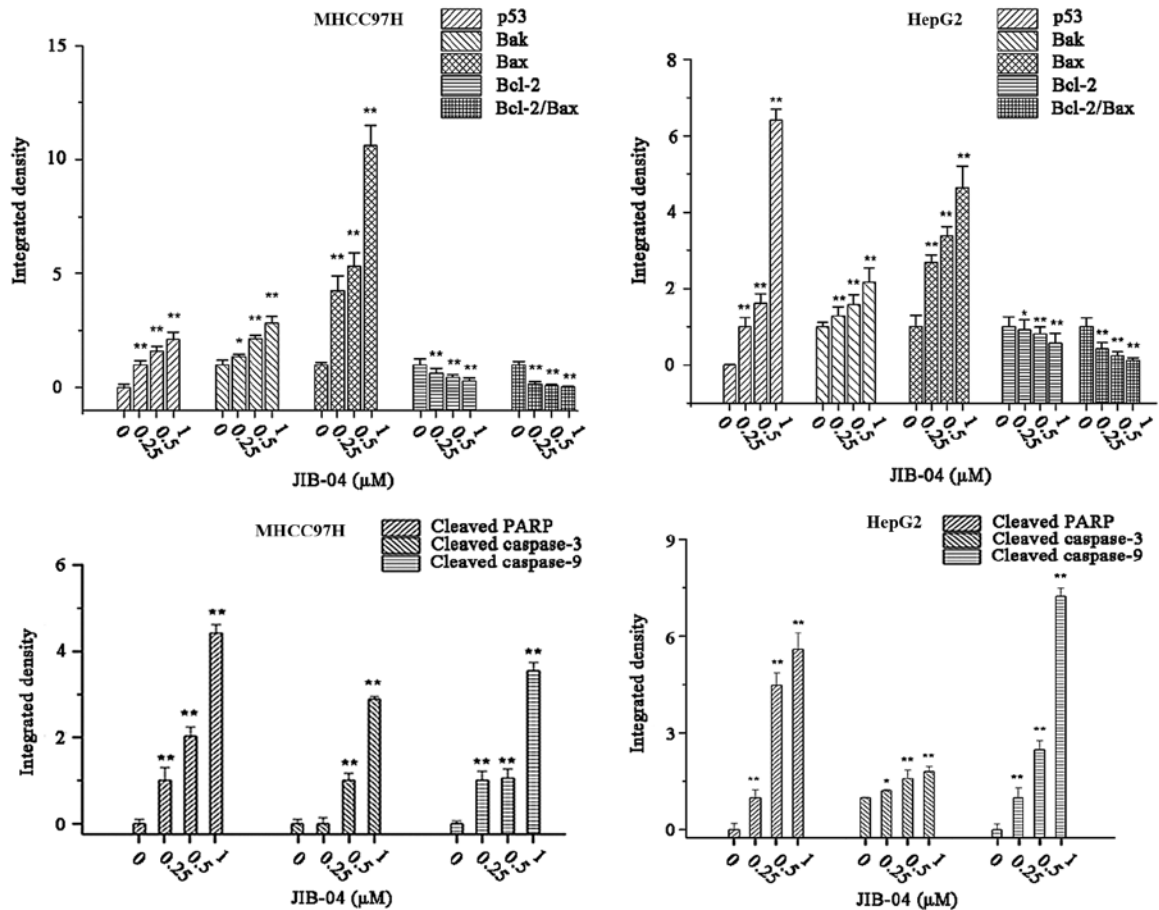 MHCC97H
p53
Bak
Bax
Bcl-2
Bcl-2/Bax
15
10
5
0
Integrated density
** ** **
* ** **
** ** **
** ** **
** ** **
0 0.25 0.5 1
0 0.25 0.5 1
0 0.25 0.5 1
0 0.25 0.5 1
0 0.25 0.5 1
JIB-04 (μM)
HepG2
p53
Bak
Bax
Bcl-2
Bcl-2/Bax
8
6
4
2
0
Integrated density
** ** **
** ** **
** ** **
* ** **
** ** **
0 0.25 0.5 1
0 0.25 0.5 1
0 0.25 0.5 1
0 0.25 0.5 1
0 0.25 0.5 1
JIB-04 (μM)
MHCC97H
Cleaved PARP
Cleaved caspase-3
Cleaved caspase-9
6
4
2
0
Integrated density
** ** **
** **
** ** **
0 0.25 0.5 1
0 0.25 0.5 1
0 0.25 0.5 1
JIB-04 (μM)
HepG2
Cleaved PARP
Cleaved caspase-3
Cleaved caspase-9
9
6
3
0
Integrated density
** ** **
* ** **
** ** **
0 0.25 0.5 1
0 0.25 0.5 1
0 0.25 0.5 1
JIB-04 (μM)